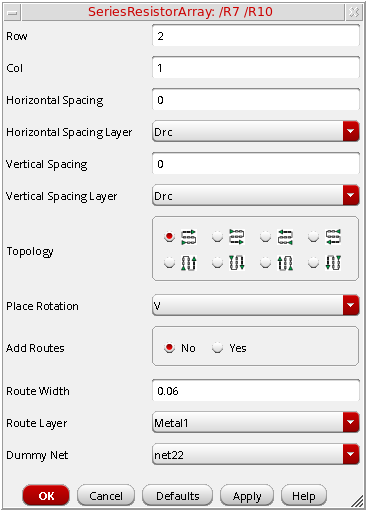 SeriesResistorArray: /R7 /R10
Row 2
Col 1
Horizontal Spacing 0
Horizontal Spacing Layer Drc
Vertical Spacing 0
Vertical Spacing Layer Drc
Topology
Place Rotation V
Add Routes No Yes
Route Width 0.06
Route Layer Metal1
Dummy Net net22
OK Cancel Defaults Apply Help